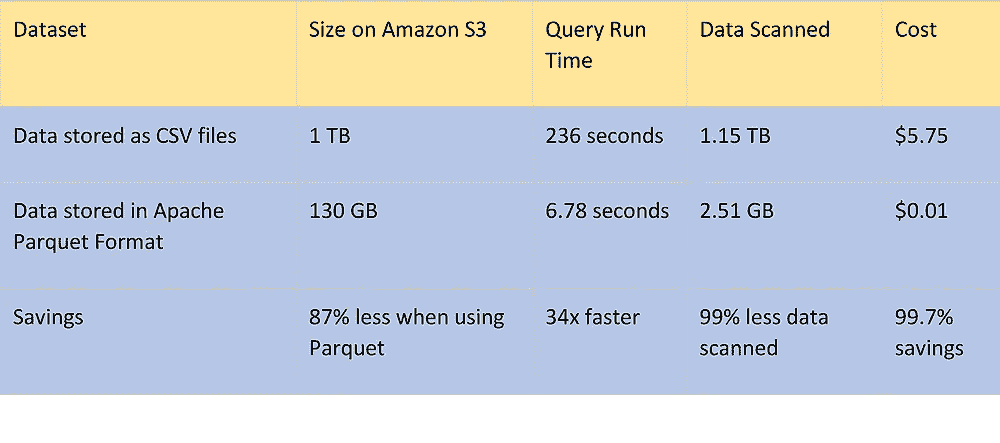 Dataset
Size on Amazon S3
Query Run
Time
Data Scanned
Cost
Data stored as CSV files
1 TB
236 seconds
1.15 TB
$5.75
Data stored in Apache
Parquet Format
130 GB
6.78 seconds
2.51 GB
$0.01
Savings
87% less when using
Parquet
34x faster
99% less data
scanned
99.7%
savings